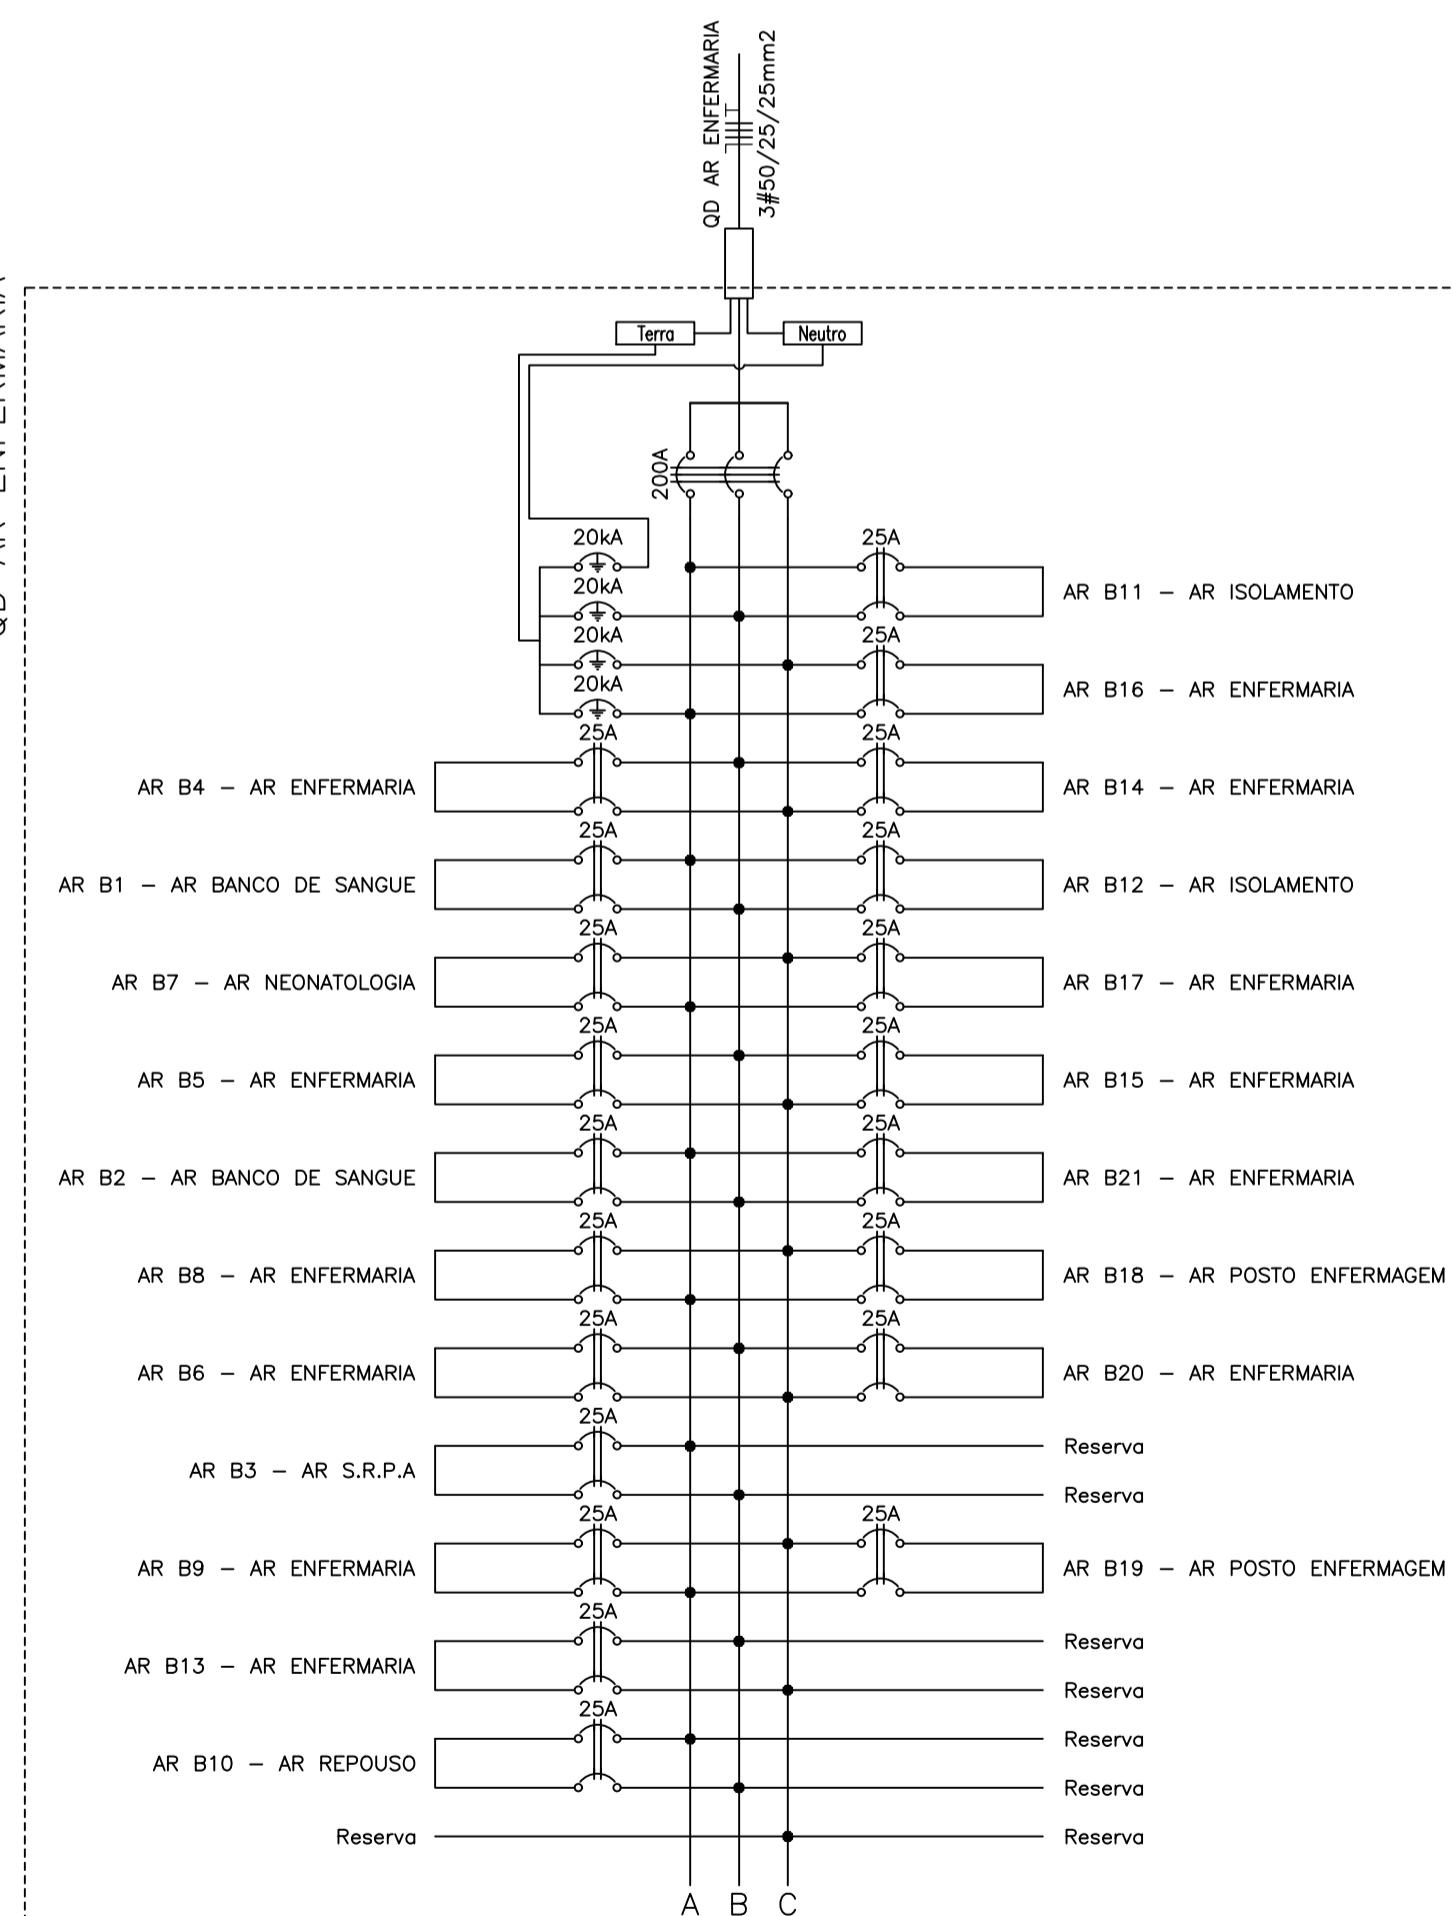 QD AR ENFERMARIA
3#50/25/25mm2
QD AR ENFERMARIA
Terra
Neutro
200A
20kA
25A
AR B11 – AR ISOLAMENTO
20kA
20kA
25A
AR B16 – AR ENFERMARIA
20kA
25A
25A
AR B4 – AR ENFERMARIA
AR B14 – AR ENFERMARIA
25A
25A
AR B1 – AR BANCO DE SANGUE
AR B12 – AR ISOLAMENTO
25A
25A
AR B7 – AR NEONATOLOGIA
AR B17 – AR ENFERMARIA
25A
25A
AR B5 – AR ENFERMARIA
AR B15 – AR ENFERMARIA
25A
25A
AR B2 – AR BANCO DE SANGUE
AR B21 – AR ENFERMARIA
25A
25A
AR B8 – AR ENFERMARIA
AR B18 – AR POSTO ENFERMAGEM
25A
25A
AR B6 – AR ENFERMARIA
AR B20 – AR ENFERMARIA
25A
AR B3 – AR S.R.P.A
Reserva
Reserva
25A
25A
AR B9 – AR ENFERMARIA
AR B19 – AR POSTO ENFERMAGEM
25A
AR B13 – AR ENFERMARIA
Reserva
Reserva
25A
AR B10 – AR REPOUSO
Reserva
Reserva
Reserva
Reserva
A B C